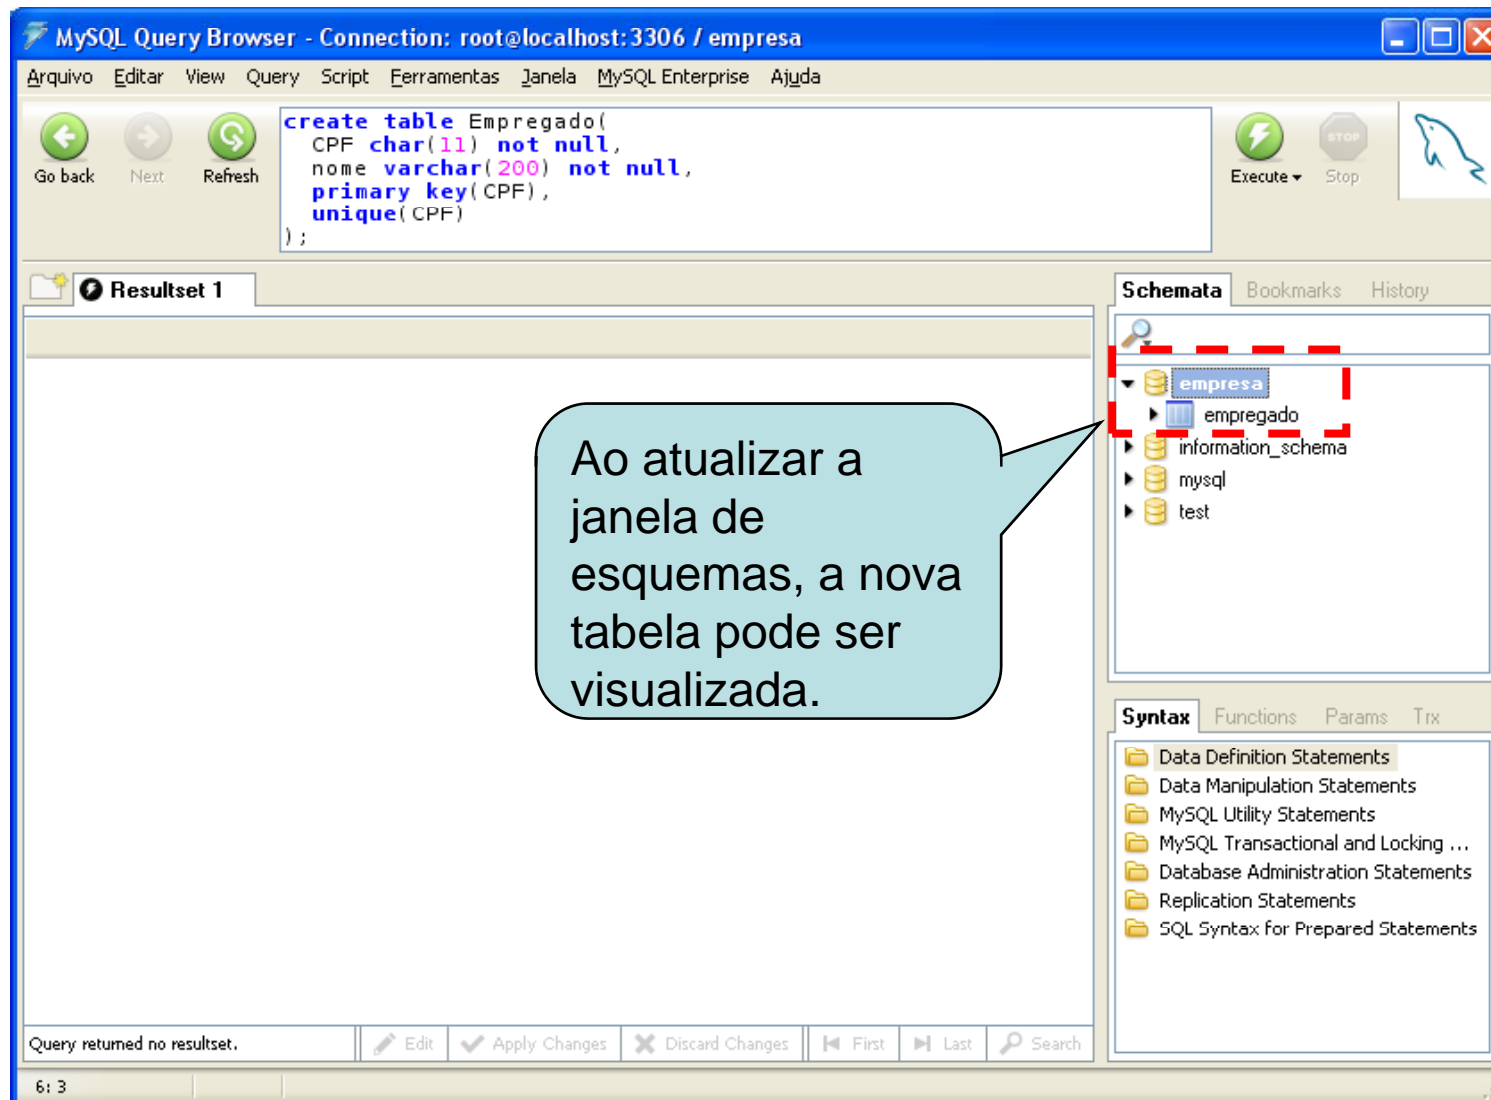 MySQL Query Browser - Connection: root@localhost:3306 / empresa
Arquivo Editar View Query Script Ferramentas Janela MySQL Enterprise Ajuda
create table Empregado(
CPF char(11) not null,
nome varchar(200) not null,
primary key(CPF),
unique(CPF)
);
Go back Next Refresh
Execute STOP Stop
Resultset 1
Schemata Bookmarks History
empresa
empregado
information_schema
mysql
test
Ao atualizar a
janela de
esquemas, a nova
tabela pode ser
visualizada.
Syntax Functions Params Trx
Data Definition Statements
Data Manipulation Statements
MySQL Utility Statements
MySQL Transactional and Locking ...
Database Administration Statements
Replication Statements
SQL Syntax for Prepared Statements
Query returned no resultset. Edit Apply Changes Discard Changes First Last Search
6: 3